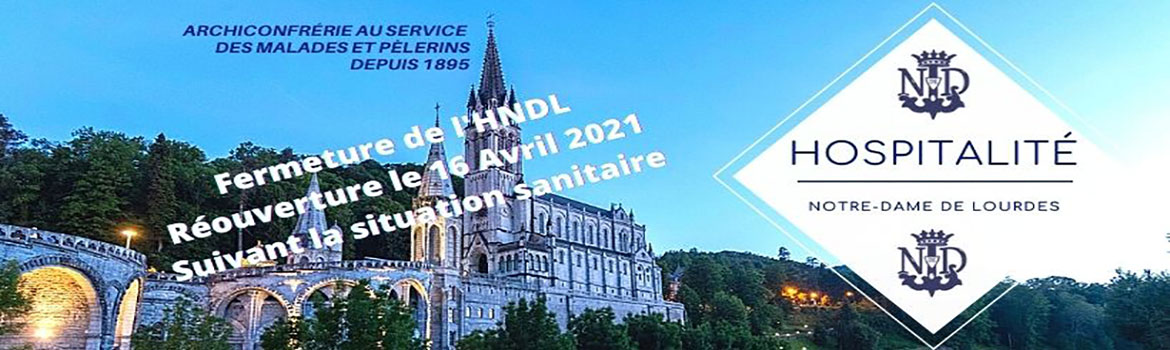 ARCHICONFRÉRIE AU SERVICE
DES MALADES ET PÈLERINS
DEPUIS 1895
Fermeture de l'HNDL
Réouverture le 16 Avril 2021
Suivant la situation sanitaire
ND
HOSPITALITÉ
NOTRE-DAME DE LOURDES
ND